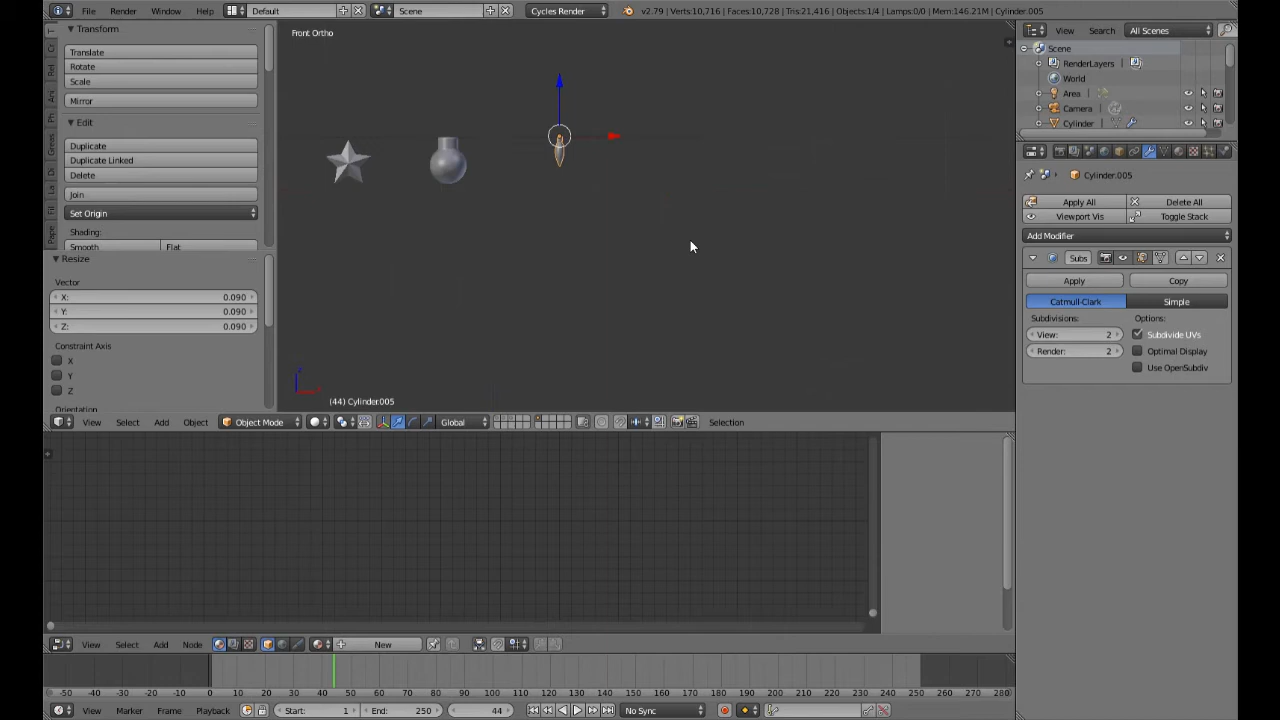 File Render Window Help Default Scene Cycles Render v2.79 | Verts:10,716 | Faces:10,728 | Tris:21,416 | Objects:1/4 | Lamps:0/0 | Mem:146.21M | Cylinder.005
Transform
Translate
Rotate
Scale
Mirror
Edit
Duplicate
Duplicate Linked
Delete
Join
Set Origin
Shading:
Smooth Flat
Resize
Vector
X: 0.090
Y: 0.090
Z: 0.090
Constraint Axis
X
Y
Z
Orientation
Front Ortho
(44) Cylinder.005
View Select Add Object Object Mode Global Selection
View Search All Scenes
Scene
RenderLayers
World
Area
Camera
Cylinder
Cylinder.005
Apply All Delete All
Viewport Vis Toggle Stack
Add Modifier
Subs
Apply Copy
Catmull-Clark Simple
Subdivisions: Options:
View: 2 Subdivide UVs
Render: 2 Optimal Display
Use OpenSubdiv
View Select Add Node New
-50 -40 -30 -20 -10 0 10 20 30 40 50 60 70 80 90 100 110 120 130 140 150 160 170 180 190 200 210 220 230 240 250 260 270 280
View Marker Frame Playback Start: 1 End: 250 44 No Sync